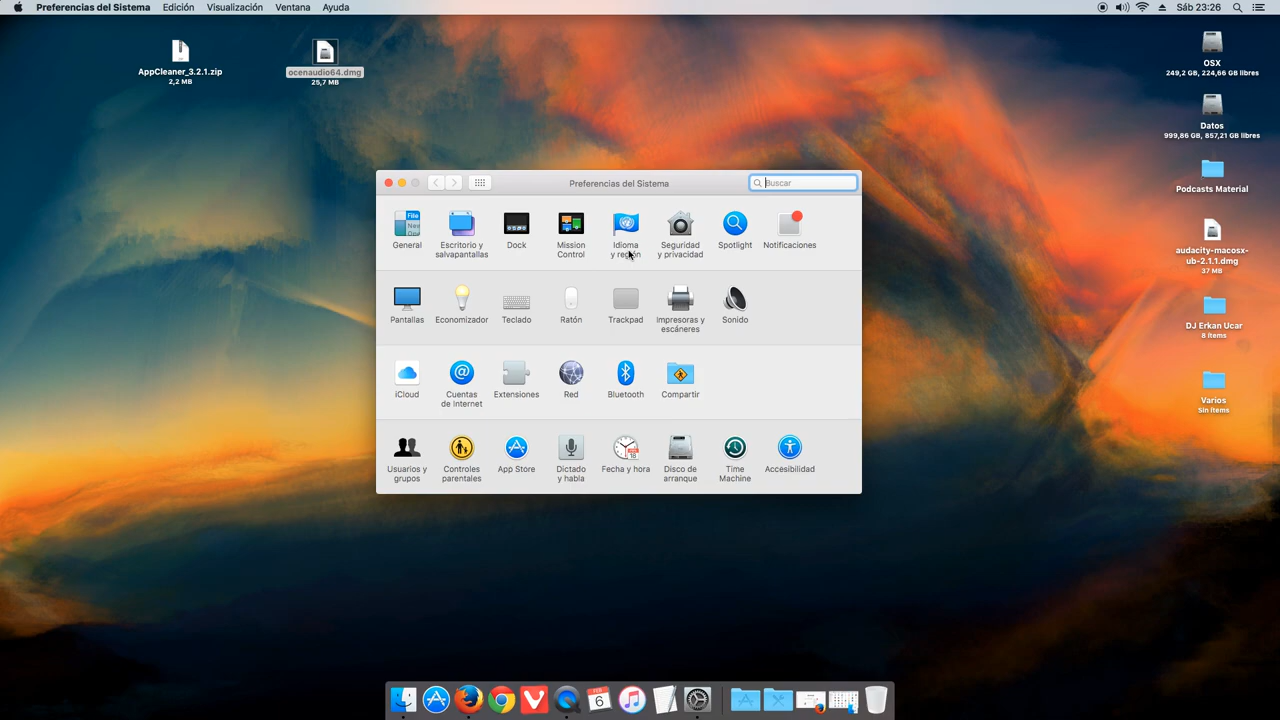 Preferencias del Sistema Edición Visualización Ventana Ayuda
Sáb 23:26
AppCleaner_3.2.1.zip
2,2 MB
ocenaudio64.dmg
25,7 MB
OSX
249,2 GB, 224,66 GB libres
Datos
999,86 GB, 857,21 GB libres
Podcasts Material
audacity-macosx-
ub-2.1.1.dmg
37 MB
DJ Erkan Ucar
8 ítems
Varios
Sin ítems
Preferencias del Sistema
Buscar
General
Escritorio y
salvapantallas
Dock
Mission
Control
Idioma
y región
Seguridad
y privacidad
Spotlight
Notificaciones
Pantallas
Economizador
Teclado
Ratón
Trackpad
Impresoras y
escáneres
Sonido
iCloud
Cuentas
de Internet
Extensiones
Red
Bluetooth
Compartir
Usuarios y
grupos
Controles
parentales
App Store
Dictado
y habla
Fecha y hora
Disco de
arranque
Time
Machine
Accesibilidad
File
New
6